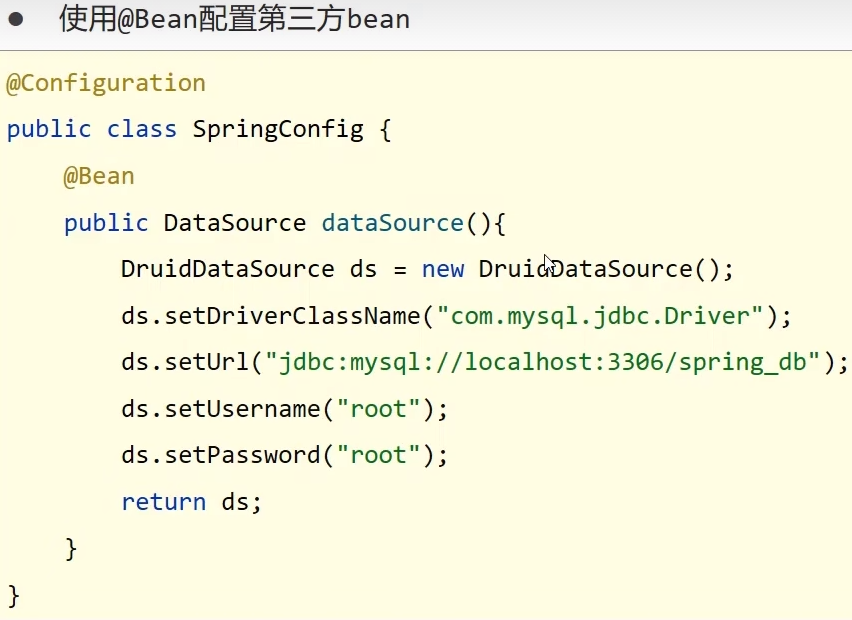 ● 使用@Bean配置第三方bean
@Configuration
public class SpringConfig {
    @Bean
    public DataSource dataSource(){
        DruidDataSource ds = new DruidDataSource();
        ds.setDriverClassName("com.mysql.jdbc.Driver");
        ds.setUrl("jdbc:mysql://localhost:3306/spring_db");
        ds.setUsername("root");
        ds.setPassword("root");
        return ds;
    }
}